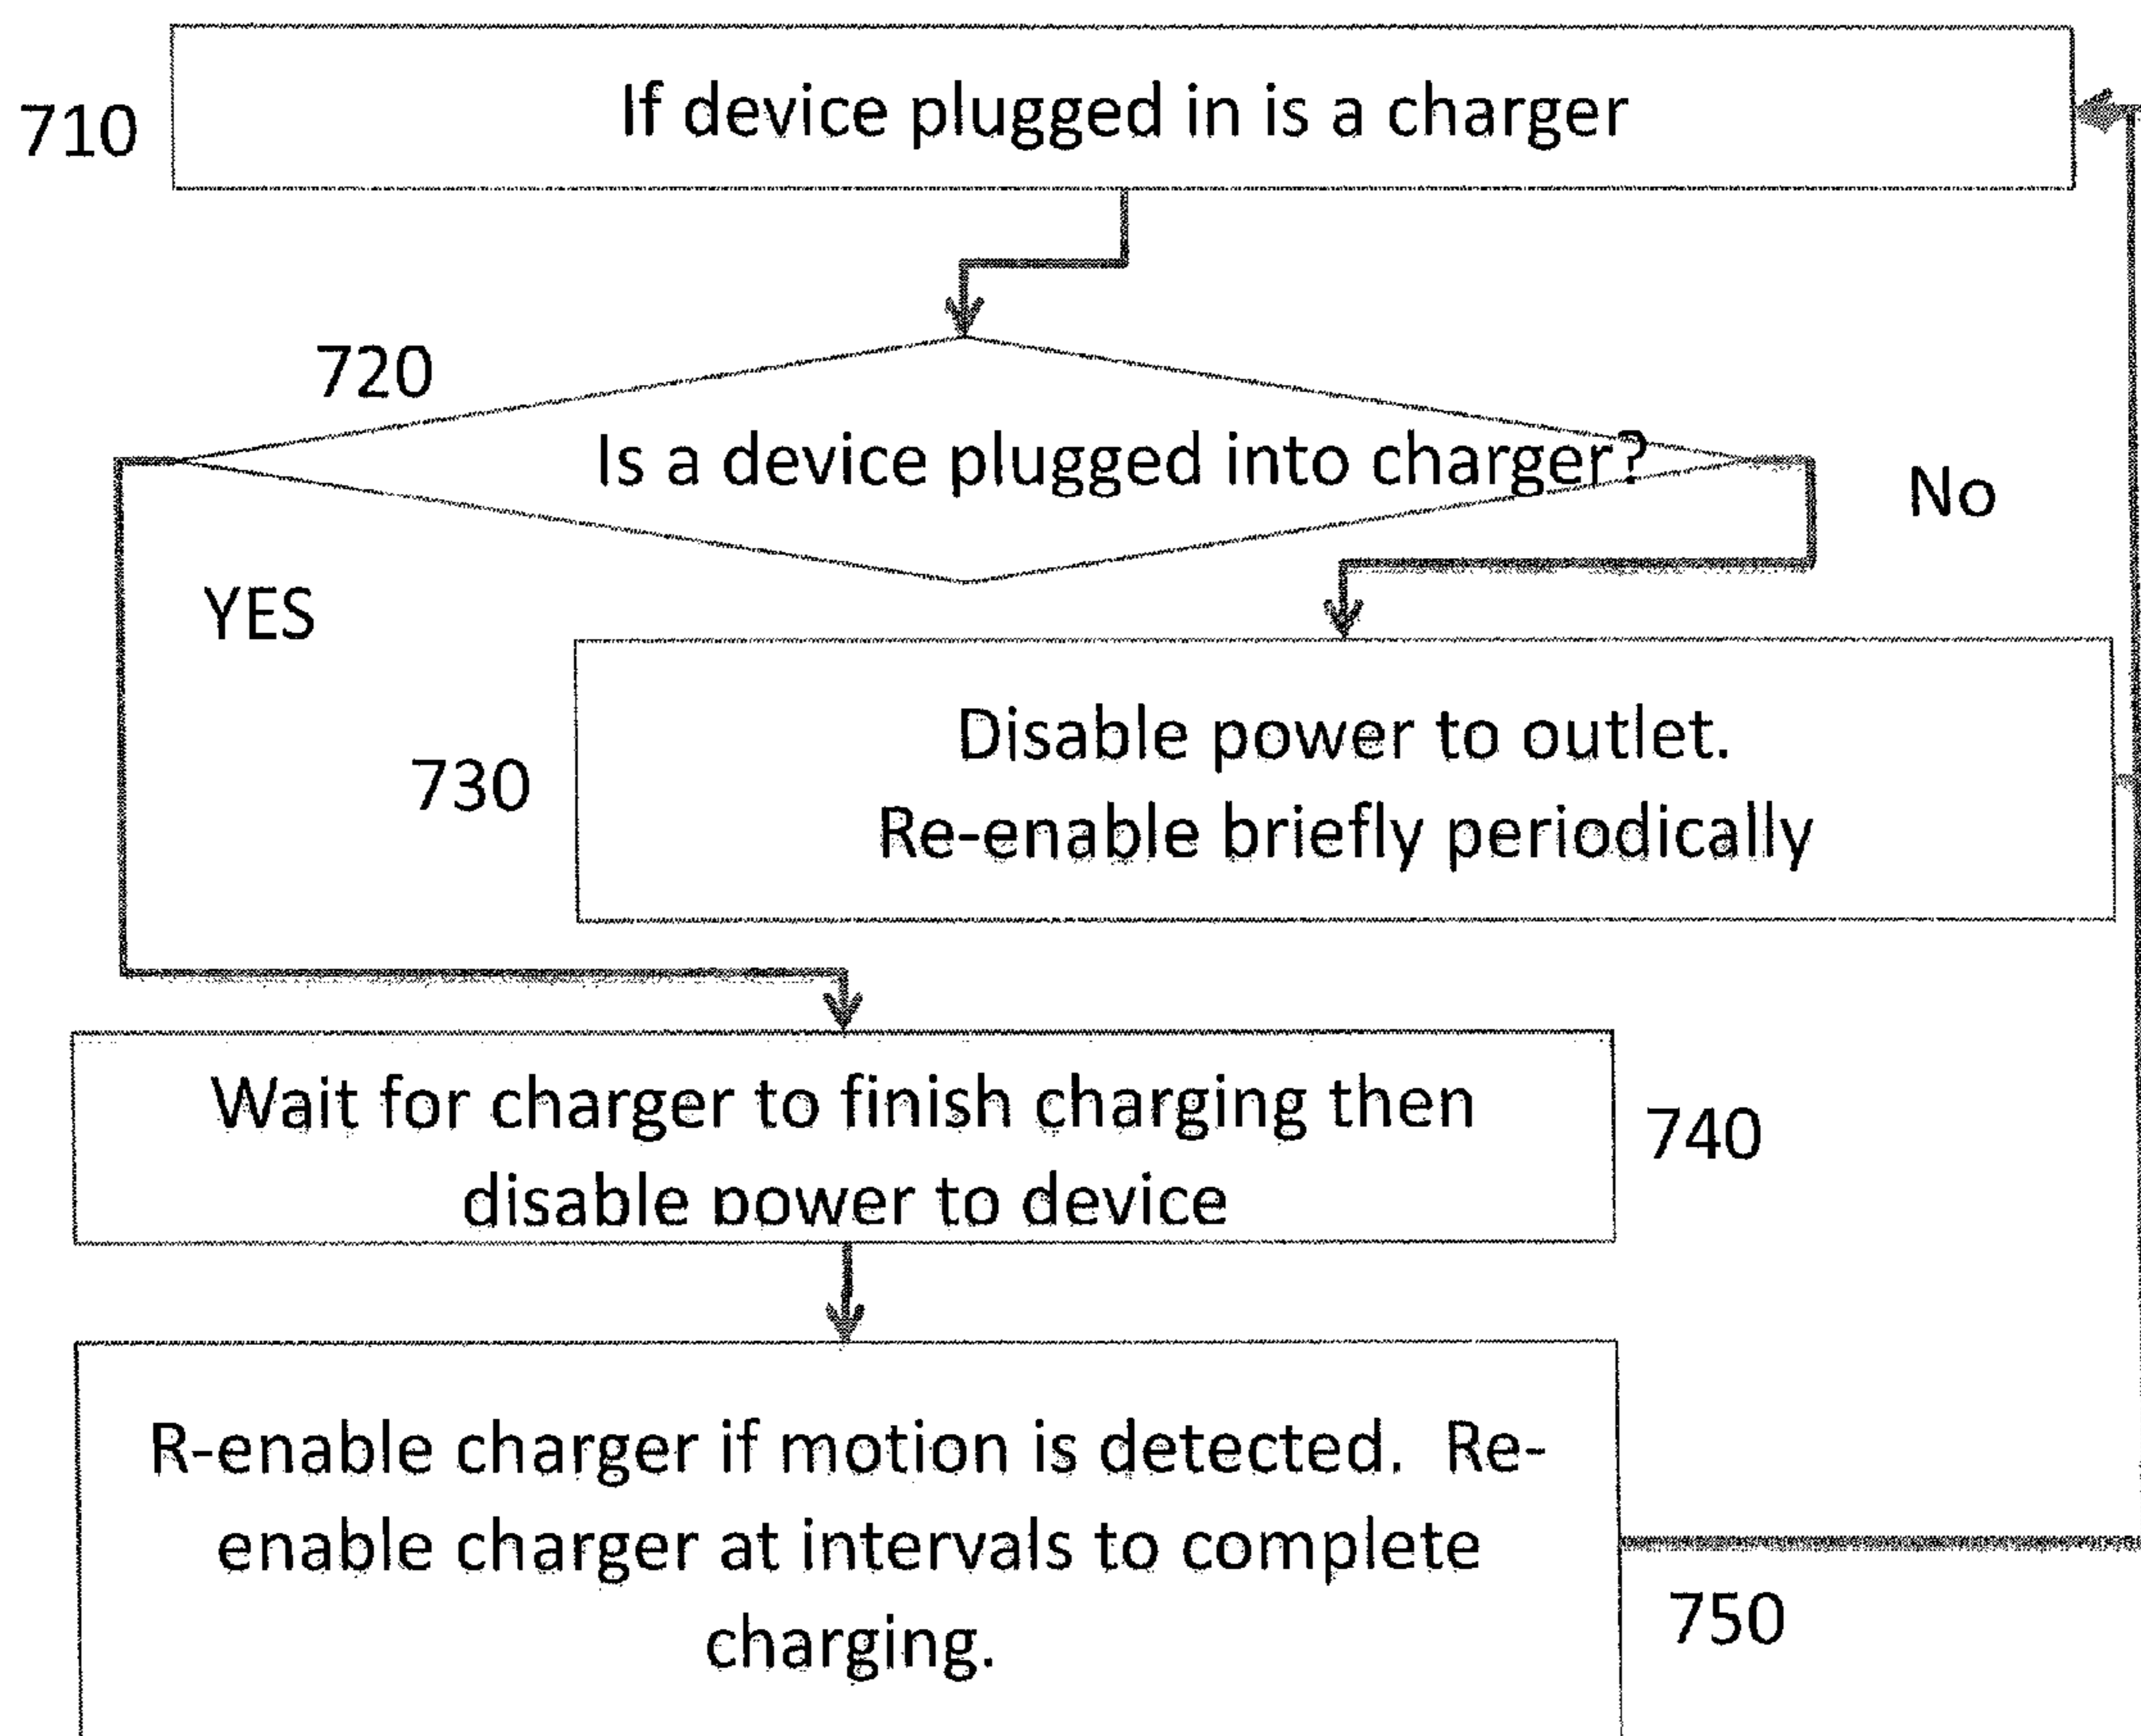 If device plugged in is a charger
710
720
Is a device plugged into charger?
No
YES
Disable power to outlet.
730
Re-enable briefly periodically
Wait for charger to finish charging then
740
disable power to device
R-enable charger if motion is detected. Re-
enable charger at intervals to complete
750
charging.